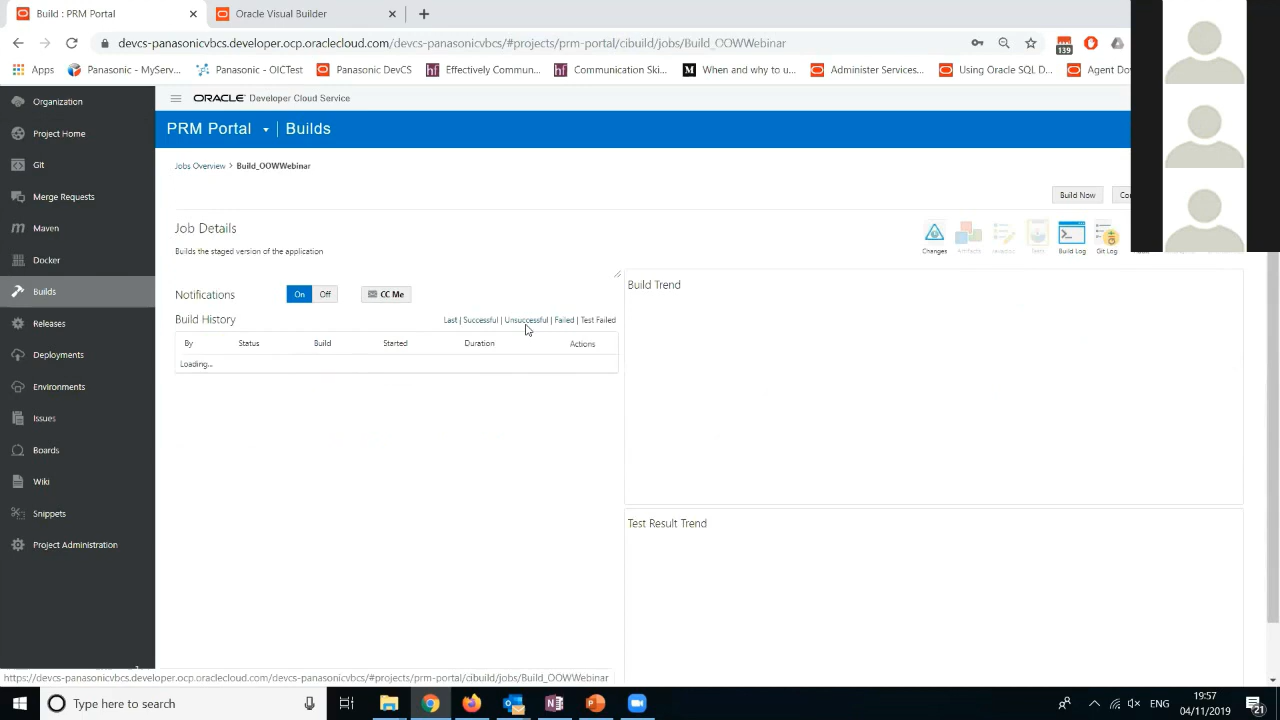 Build : PRM Portal
Oracle Visual Builder
devcs-panasonicvbcs.developer.ocp.oraclecloud.com/devcs-panasonicvbcs/#projects/prm-portal/cibuild/jobs/Build_OOWWebinar
139
Apps
Panasonic - MyServ...
Panasonic - OICTest
Panasonic DevCS
Effectively Commun...
Communication Ski...
When and why to u...
Administer Services...
Using Oracle SQL D...
Agent Do
Organization
ORACLE Developer Cloud Service
Project Home
PRM Portal
Builds
Git
Jobs Overview > Build_OOWWebinar
Merge Requests
Build Now
Maven
Job Details
Builds the staged version of the application
Changes
Artifacts
Javadoc
Tests
Build Log
Git Log
Docker
Builds
Notifications
On
Off
CC Me
Build Trend
Releases
Build History
Last | Successful | Unsuccessful | Failed | Test Failed
By
Status
Build
Started
Duration
Actions
Loading...
Deployments
Environments
Issues
Boards
Wiki
Snippets
Test Result Trend
Project Administration
https://devcs-panasonicvbcs.developer.ocp.oraclecloud.com/devcs-panasonicvbcs/#projects/prm-portal/cibuild/jobs/Build_OOWWebinar
Type here to search
19:57
04/11/2019
21